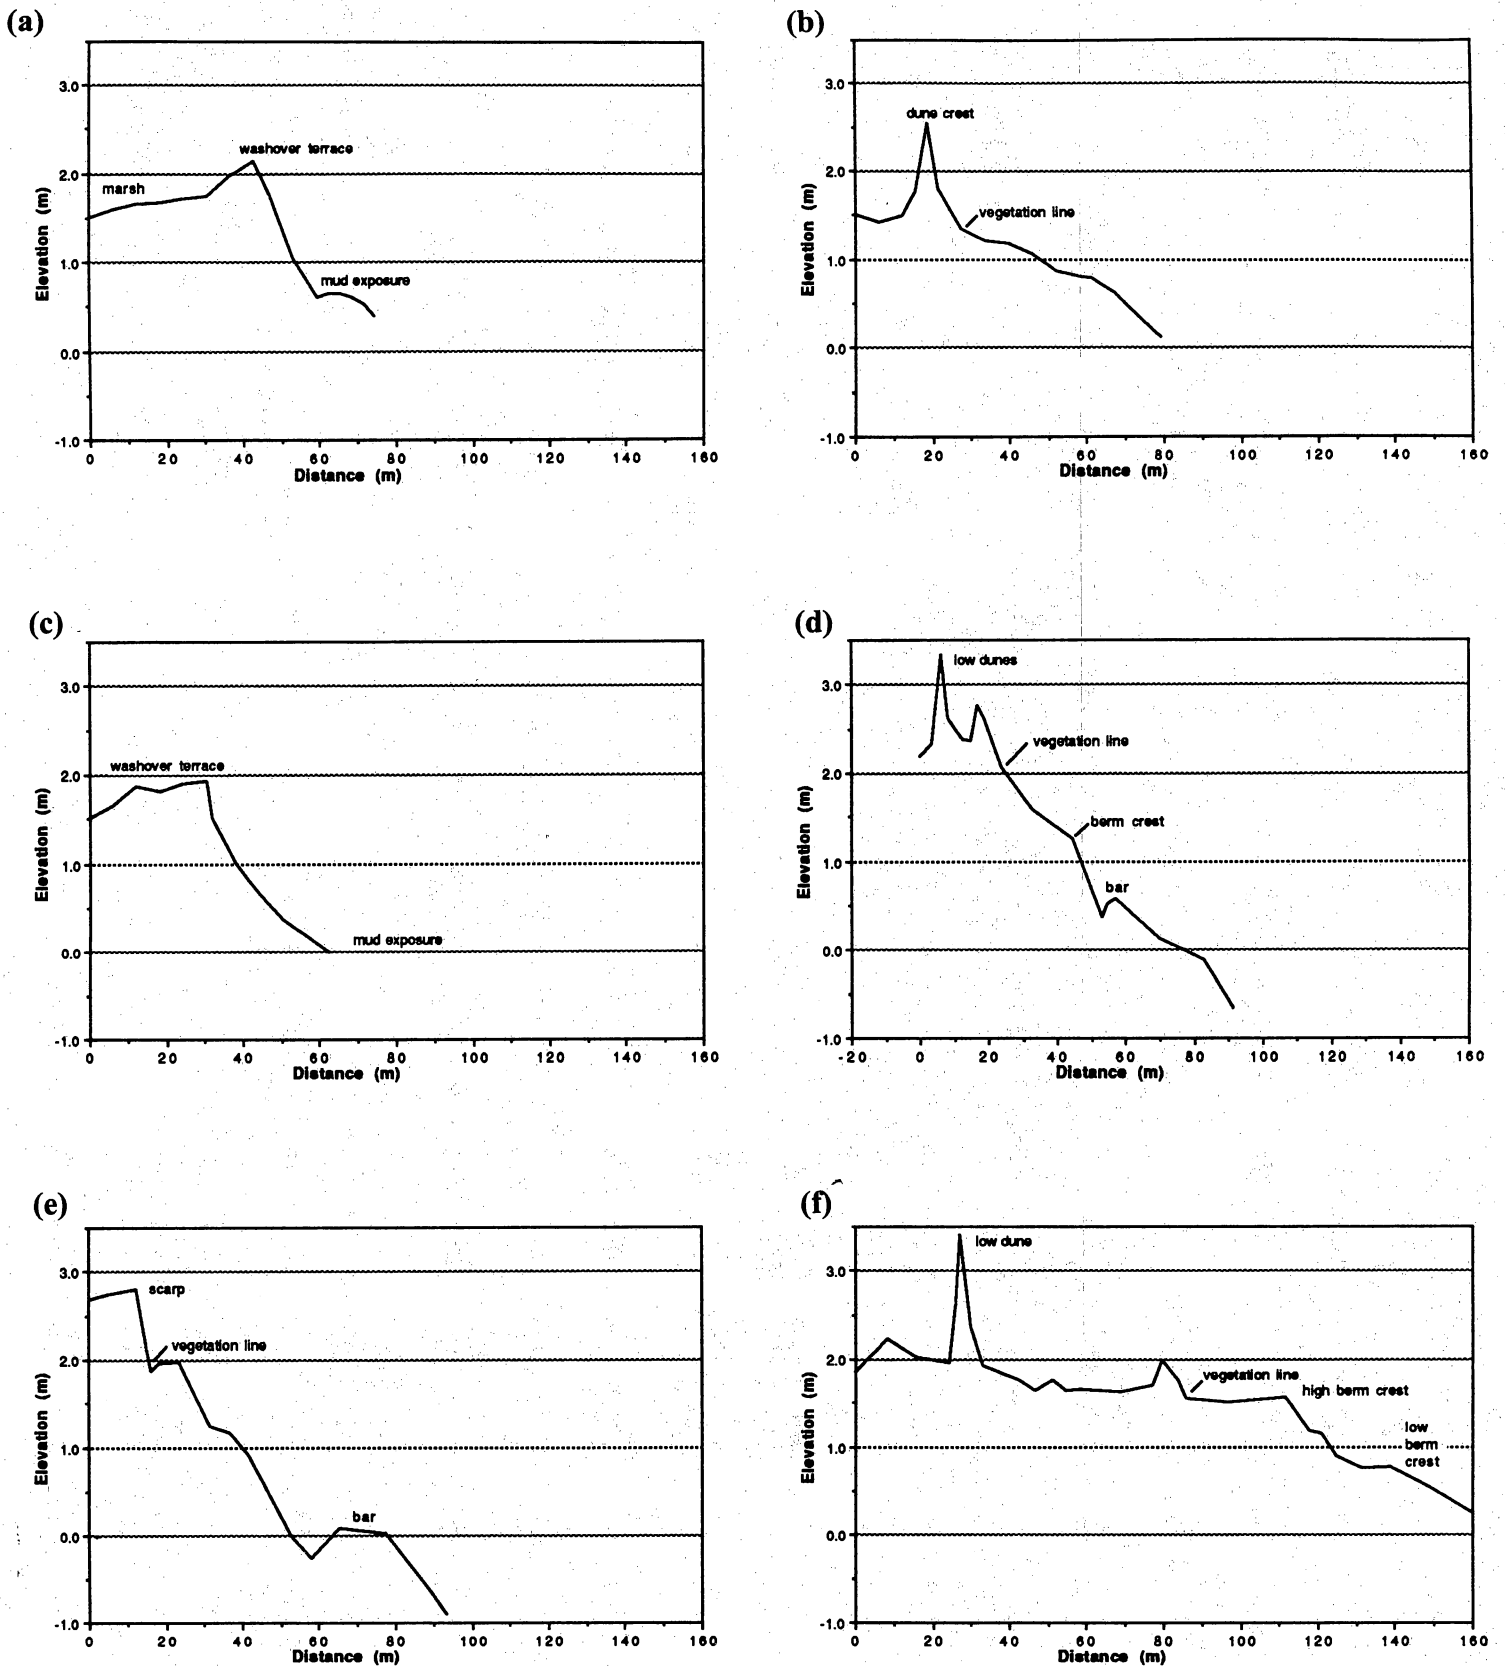 (a)
3.0
2.0
1.0
0.0
-1.0
Elevation (m)
washover terrace
marsh
mud exposure
0 20 40 60 80 100 120 140 160
Distance (m)
(b)
3.0
2.0
1.0
0.0
-1.0
Elevation (m)
dune crest
vegetation line
0 20 40 60 80 100 120 140 160
Distance (m)
(c)
3.0
2.0
1.0
0.0
-1.0
Elevation (m)
washover terrace
mud exposure
0 20 40 60 80 100 120 140 160
Distance (m)
(d)
3.0
2.0
1.0
0.0
-1.0
Elevation (m)
low dunes
vegetation line
berm crest
bar
-20 0 20 40 60 80 100 120 140 160
Distance (m)
(e)
3.0
2.0
1.0
0.0
-1.0
Elevation (m)
scarp
vegetation line
bar
0 20 40 60 80 100 120 140 160
Distance (m)
(f)
3.0
2.0
1.0
0.0
-1.0
Elevation (m)
low dune
vegetation line
high berm crest
low
berm
crest
0 20 40 60 80 100 120 140 160
Distance (m)